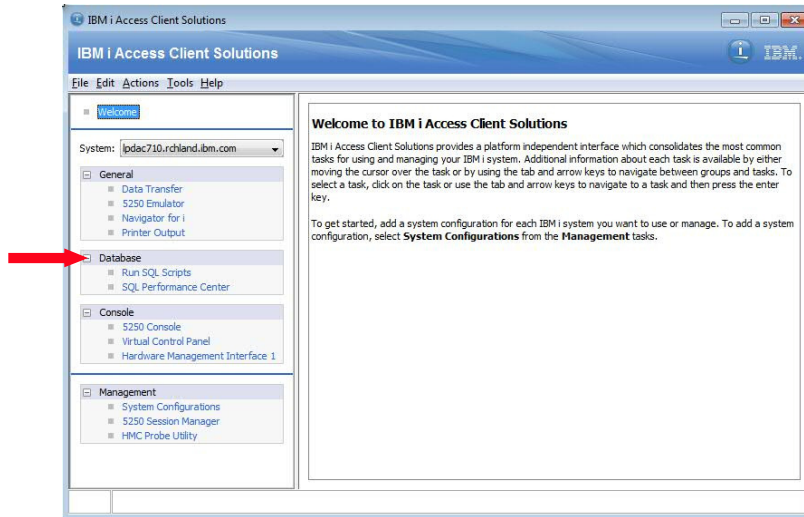 IBM i Access Client Solutions
IBM i Access Client Solutions
IBM.
File Edit Actions Tools Help
Welcome
System: lpdac710.rchland.ibm.com
General
Data Transfer
5250 Emulator
Navigator for i
Printer Output
Database
Run SQL Scripts
SQL Performance Center
Console
5250 Console
Virtual Control Panel
Hardware Management Interface 1
Management
System Configurations
5250 Session Manager
HMC Probe Utility
Welcome to IBM i Access Client Solutions
IBM i Access Client Solutions provides a platform independent interface which consolidates the most common
tasks for using and managing your IBM i system. Additional information about each task is available by either
moving the cursor over the task or by using the tab and arrow keys to navigate between groups and tasks. To
select a task, click on the task or use the tab and arrow keys to navigate to a task and then press the enter
key.
To get started, add a system configuration for each IBM i system you want to use or manage. To add a system
configuration, select System Configurations from the Management tasks.